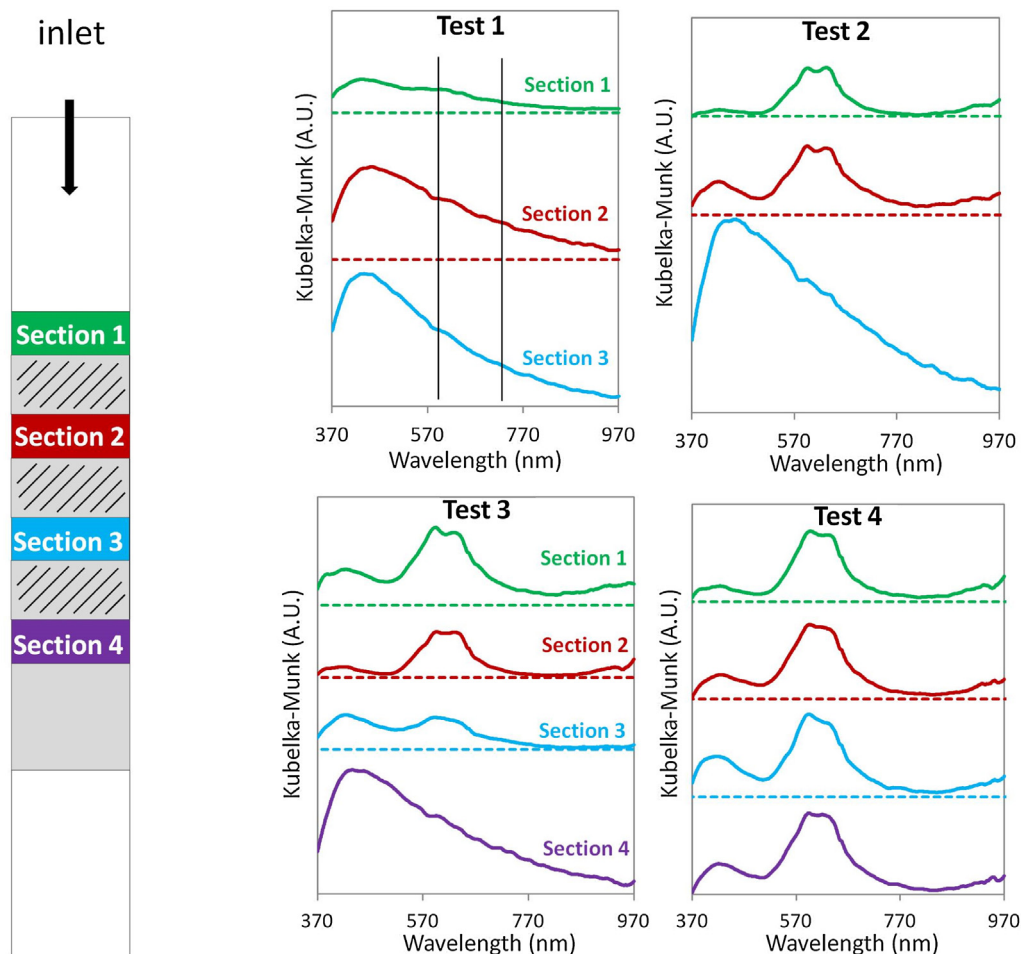 inlet
Section 1
Section 2
Section 3
Section 4
Test 1
Section 1
Section 2
Section 3
Kubelka-Munk (A.U.)
370 570 770 970
Wavelength (nm)
Test 2
Kubelka-Munk (A.U.)
370 570 770 970
Wavelength (nm)
Test 3
Section 1
Section 2
Section 3
Section 4
Kubelka-Munk (A.U.)
370 570 770 970
Wavelength (nm)
Test 4
Kubelka-Munk (A.U.)
370 570 770 970
Wavelength (nm)